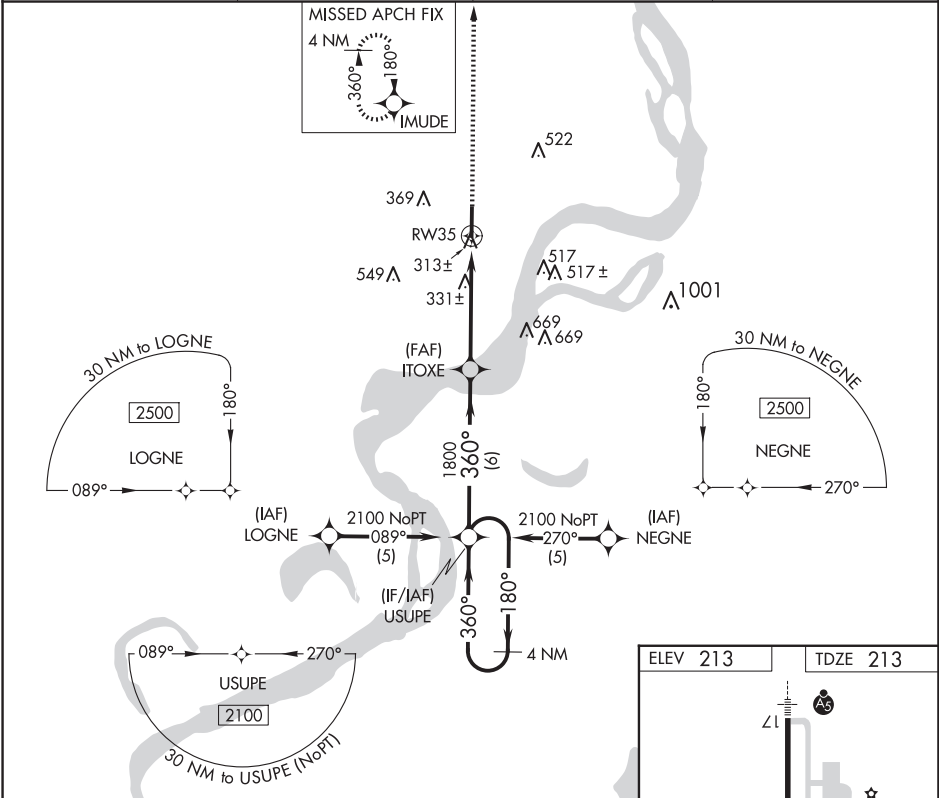 MISSED APCH FIX
4 NM
360°
180°
IMUDE
522
369
RW35
313±
517
517 ±
549
331±
1001
669
669
(FAF)
ITOXE
30 NM to LOGNE
180°
2500
LOGNE
089°
30 NM to NEGNE
180°
2500
NEGNE
270°
1800
360°
(6)
(IAF)
LOGNE
2100 NoPT
089°
(5)
2100 NoPT
270°
(5)
(IAF)
NEGNE
(IF/IAF)
USUPE
360°
180°
4 NM
089°
270°
USUPE
2100
30 NM to USUPE (NoPT)
ELEV 213
TDZE 213
17
A5